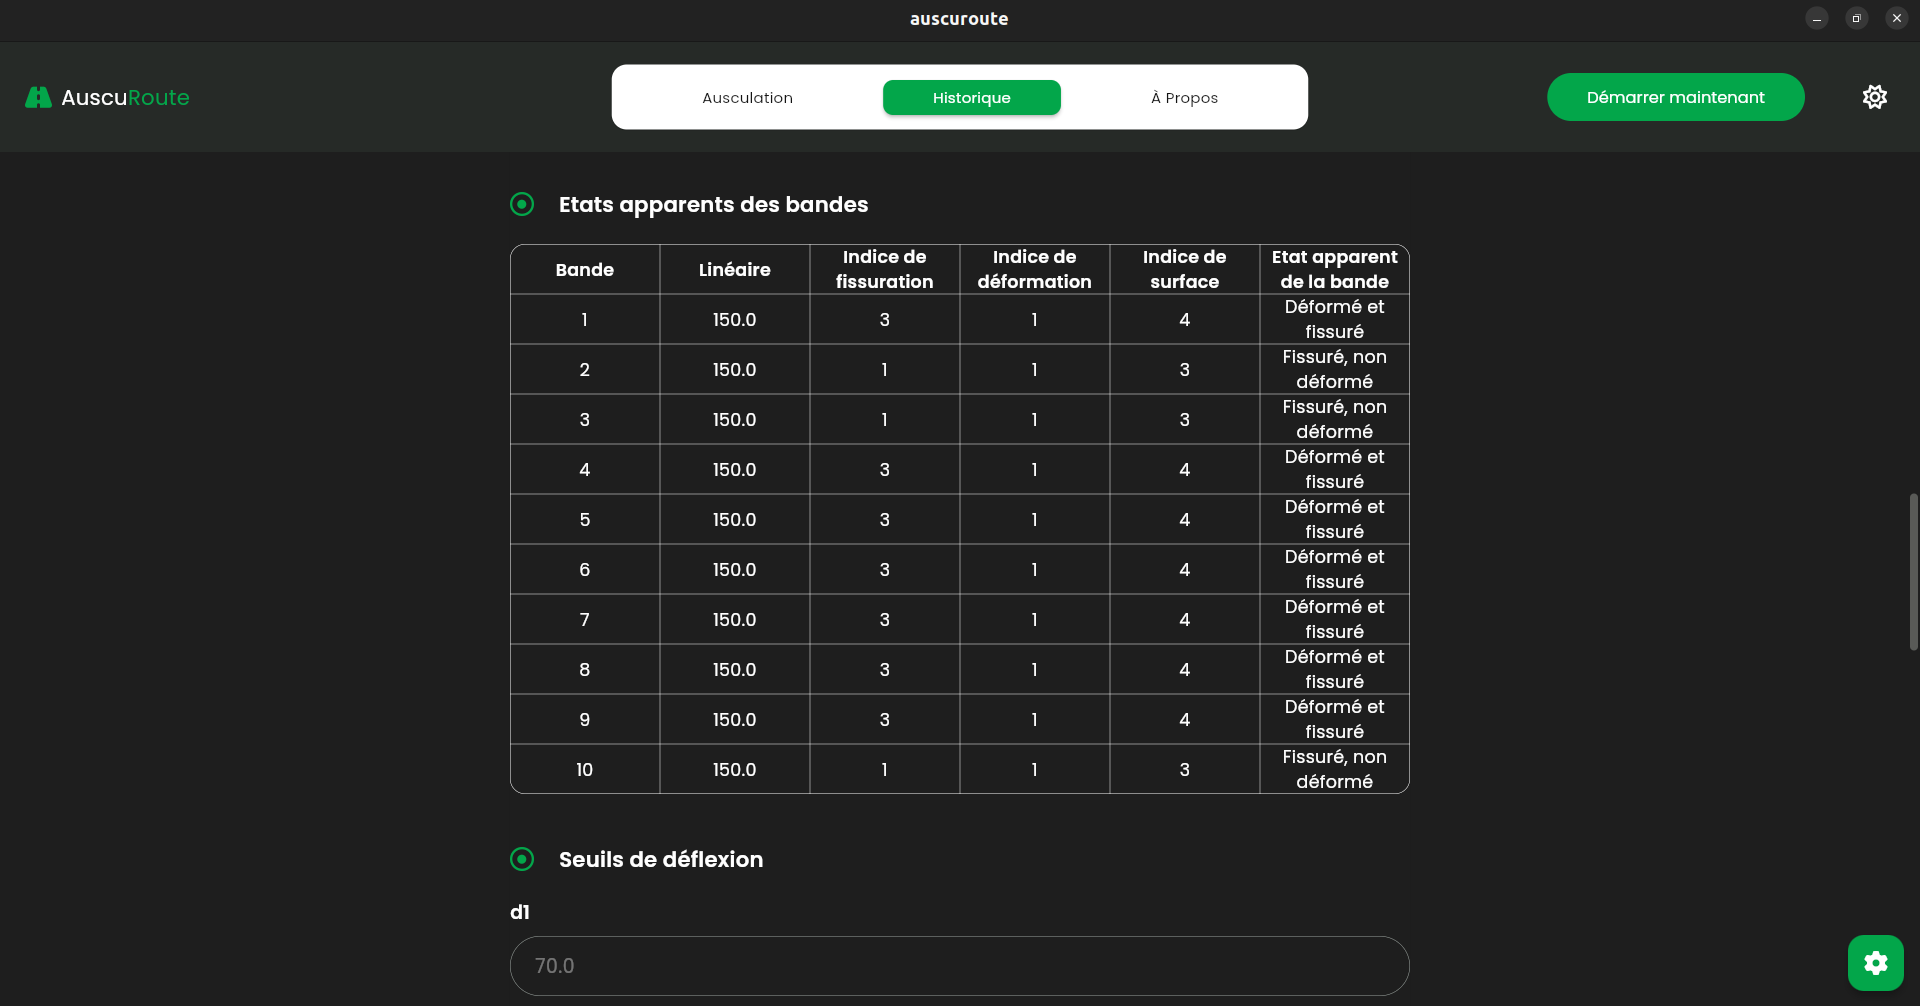 auscuroute
AuscuRoute
Ausculation
Historique
À Propos
Démarrer maintenant
Etats apparents des bandes
Bande Linéaire Indice de fissuration Indice de déformation Indice de surface Etat apparent de la bande
1 150.0 3 1 4 Déformé et fissuré
2 150.0 1 1 3 Fissuré, non déformé
3 150.0 1 1 3 Fissuré, non déformé
4 150.0 3 1 4 Déformé et fissuré
5 150.0 3 1 4 Déformé et fissuré
6 150.0 3 1 4 Déformé et fissuré
7 150.0 3 1 4 Déformé et fissuré
8 150.0 3 1 4 Déformé et fissuré
9 150.0 3 1 4 Déformé et fissuré
10 150.0 1 1 3 Fissuré, non déformé
Seuils de déflexion
d1
70.0